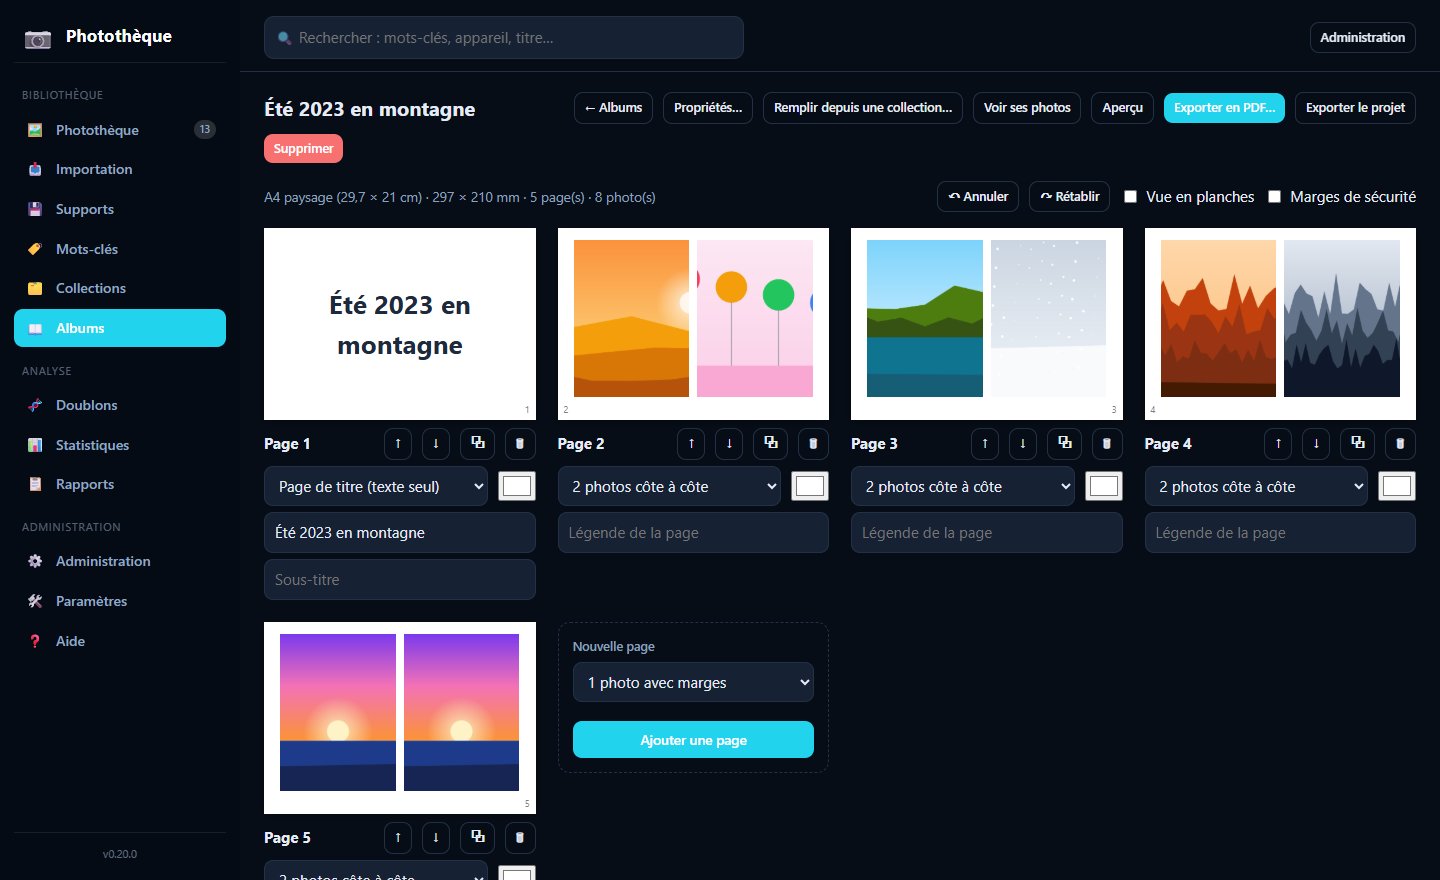 Photothèque
Rechercher : mots-clés, appareil, titre...
Administration
BIBLIOTHÈQUE
Photothèque 13
Importation
Supports
Mots-clés
Collections
Albums
ANALYSE
Doublons
Statistiques
Rapports
ADMINISTRATION
Administration
Paramètres
Aide
v0.20.0
Été 2023 en montagne
← Albums
Propriétés...
Remplir depuis une collection...
Voir ses photos
Aperçu
Exporter en PDF...
Exporter le projet
Supprimer
A4 paysage (29,7 × 21 cm) · 297 × 210 mm · 5 page(s) · 8 photo(s)
↶ Annuler
↷ Rétablir
Vue en planches
Marges de sécurité
Été 2023 en
montagne
1
2
3
4
Page 1 ↑ ↓
Page 2 ↑ ↓
Page 3 ↑ ↓
Page 4 ↑ ↓
Page de titre (texte seul)
2 photos côte à côte
2 photos côte à côte
2 photos côte à côte
Été 2023 en montagne
Légende de la page
Légende de la page
Légende de la page
Sous-titre
5
Nouvelle page
1 photo avec marges
Ajouter une page
Page 5 ↑ ↓
2 photos côte à côte